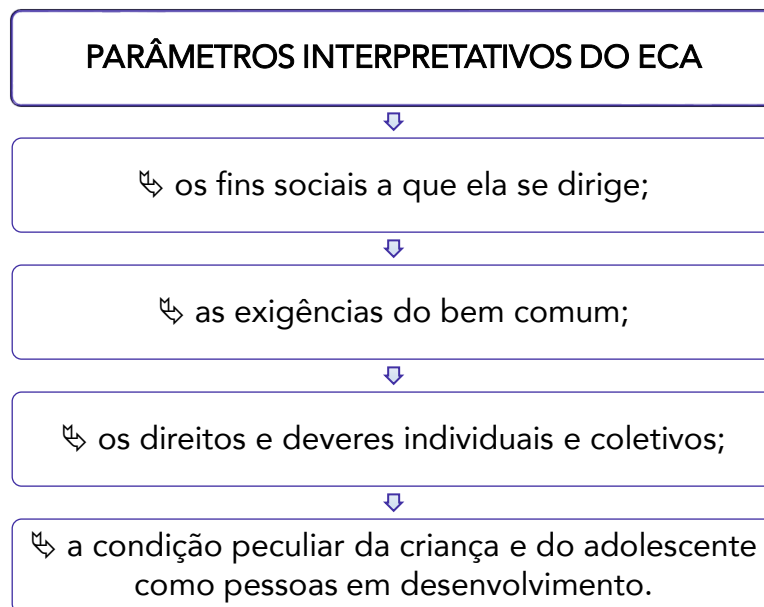 PARÂMETROS INTERPRETATIVOS DO ECA
↳ os fins sociais a que ela se dirige;
↳ as exigências do bem comum;
↳ os direitos e deveres individuais e coletivos;
↳ a condição peculiar da criança e do adolescente
como pessoas em desenvolvimento.